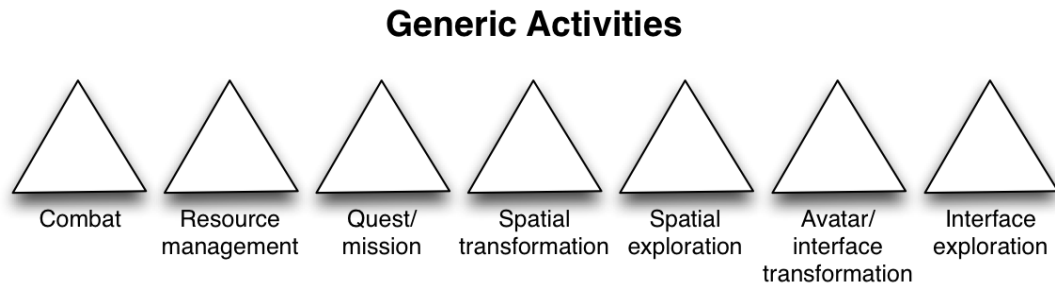 Generic Activities
Combat
Resource
management
Quest/
mission
Spatial
transformation
Spatial
exploration
Avatar/
interface
transformation
Interface
exploration